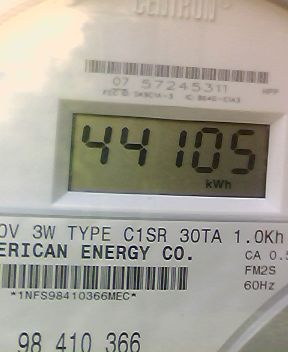 CENTRON
07 57245311
44105
kWh
3W TYPE C1SR 30TA 1.0Kh
ERICAN ENERGY CO.
CA 0.5
FM2S
60Hz
*1NFS98410366MEC*
98 410 366